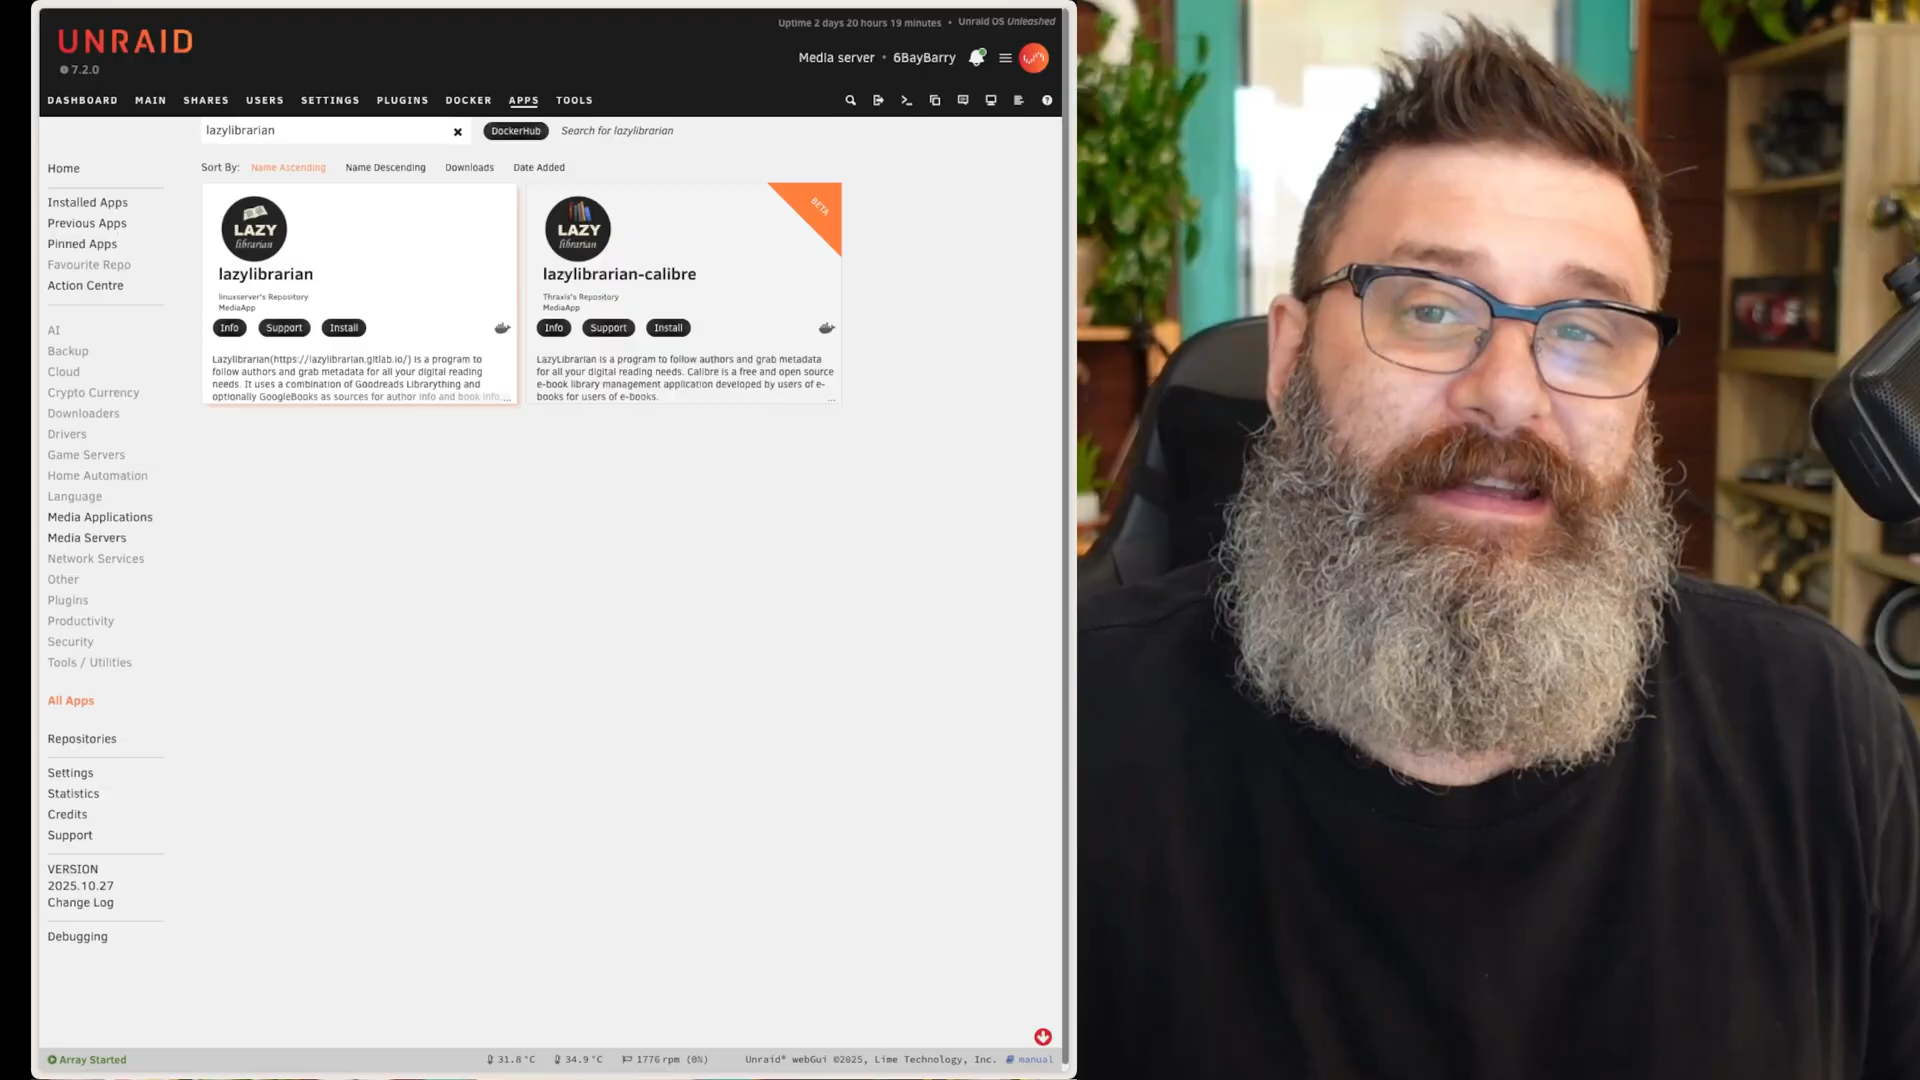 Uptime 2 days 20 hours 19 minutes • Unraid OS Unleashed
UNRAID
7.2.0
Media server • 6BayBarry
DASHBOARD MAIN SHARES USERS SETTINGS PLUGINS DOCKER APPS TOOLS
lazylibrarian
DockerHub
Search for lazylibrarian
Sort By: Name Ascending Name Descending Downloads Date Added
Home
Installed Apps
Previous Apps
Pinned Apps
Favourite Repo
Action Centre
AI
Backup
Cloud
Crypto Currency
Downloaders
Drivers
Game Servers
Home Automation
Language
Media Applications
Media Servers
Network Services
Other
Plugins
Productivity
Security
Tools / Utilities
All Apps
Repositories
Settings
Statistics
Credits
Support
VERSION
2025.10.27
Change Log
Debugging
LAZY
librarian
lazylibrarian
linuxserver's Repository
MediaApp
Info Support Install
Lazylibrarian(https://lazylibrarian.gitlab.io/) is a program to
follow authors and grab metadata for all your digital reading
needs. It uses a combination of Goodreads Librarything and
optionally GoogleBooks as sources for author info and book info. ...
BETA
LAZY
librarian
lazylibrarian-calibre
Thraxis's Repository
MediaApp
Info Support Install
LazyLibrarian is a program to follow authors and grab metadata
for all your digital reading needs. Calibre is a free and open source
e-book library management application developed by users of e-
books for users of e-books. ...
Array Started
31.8°C 34.9°C 1776 rpm (0%) Unraid® webGui ©2025, Lime Technology, Inc. manual